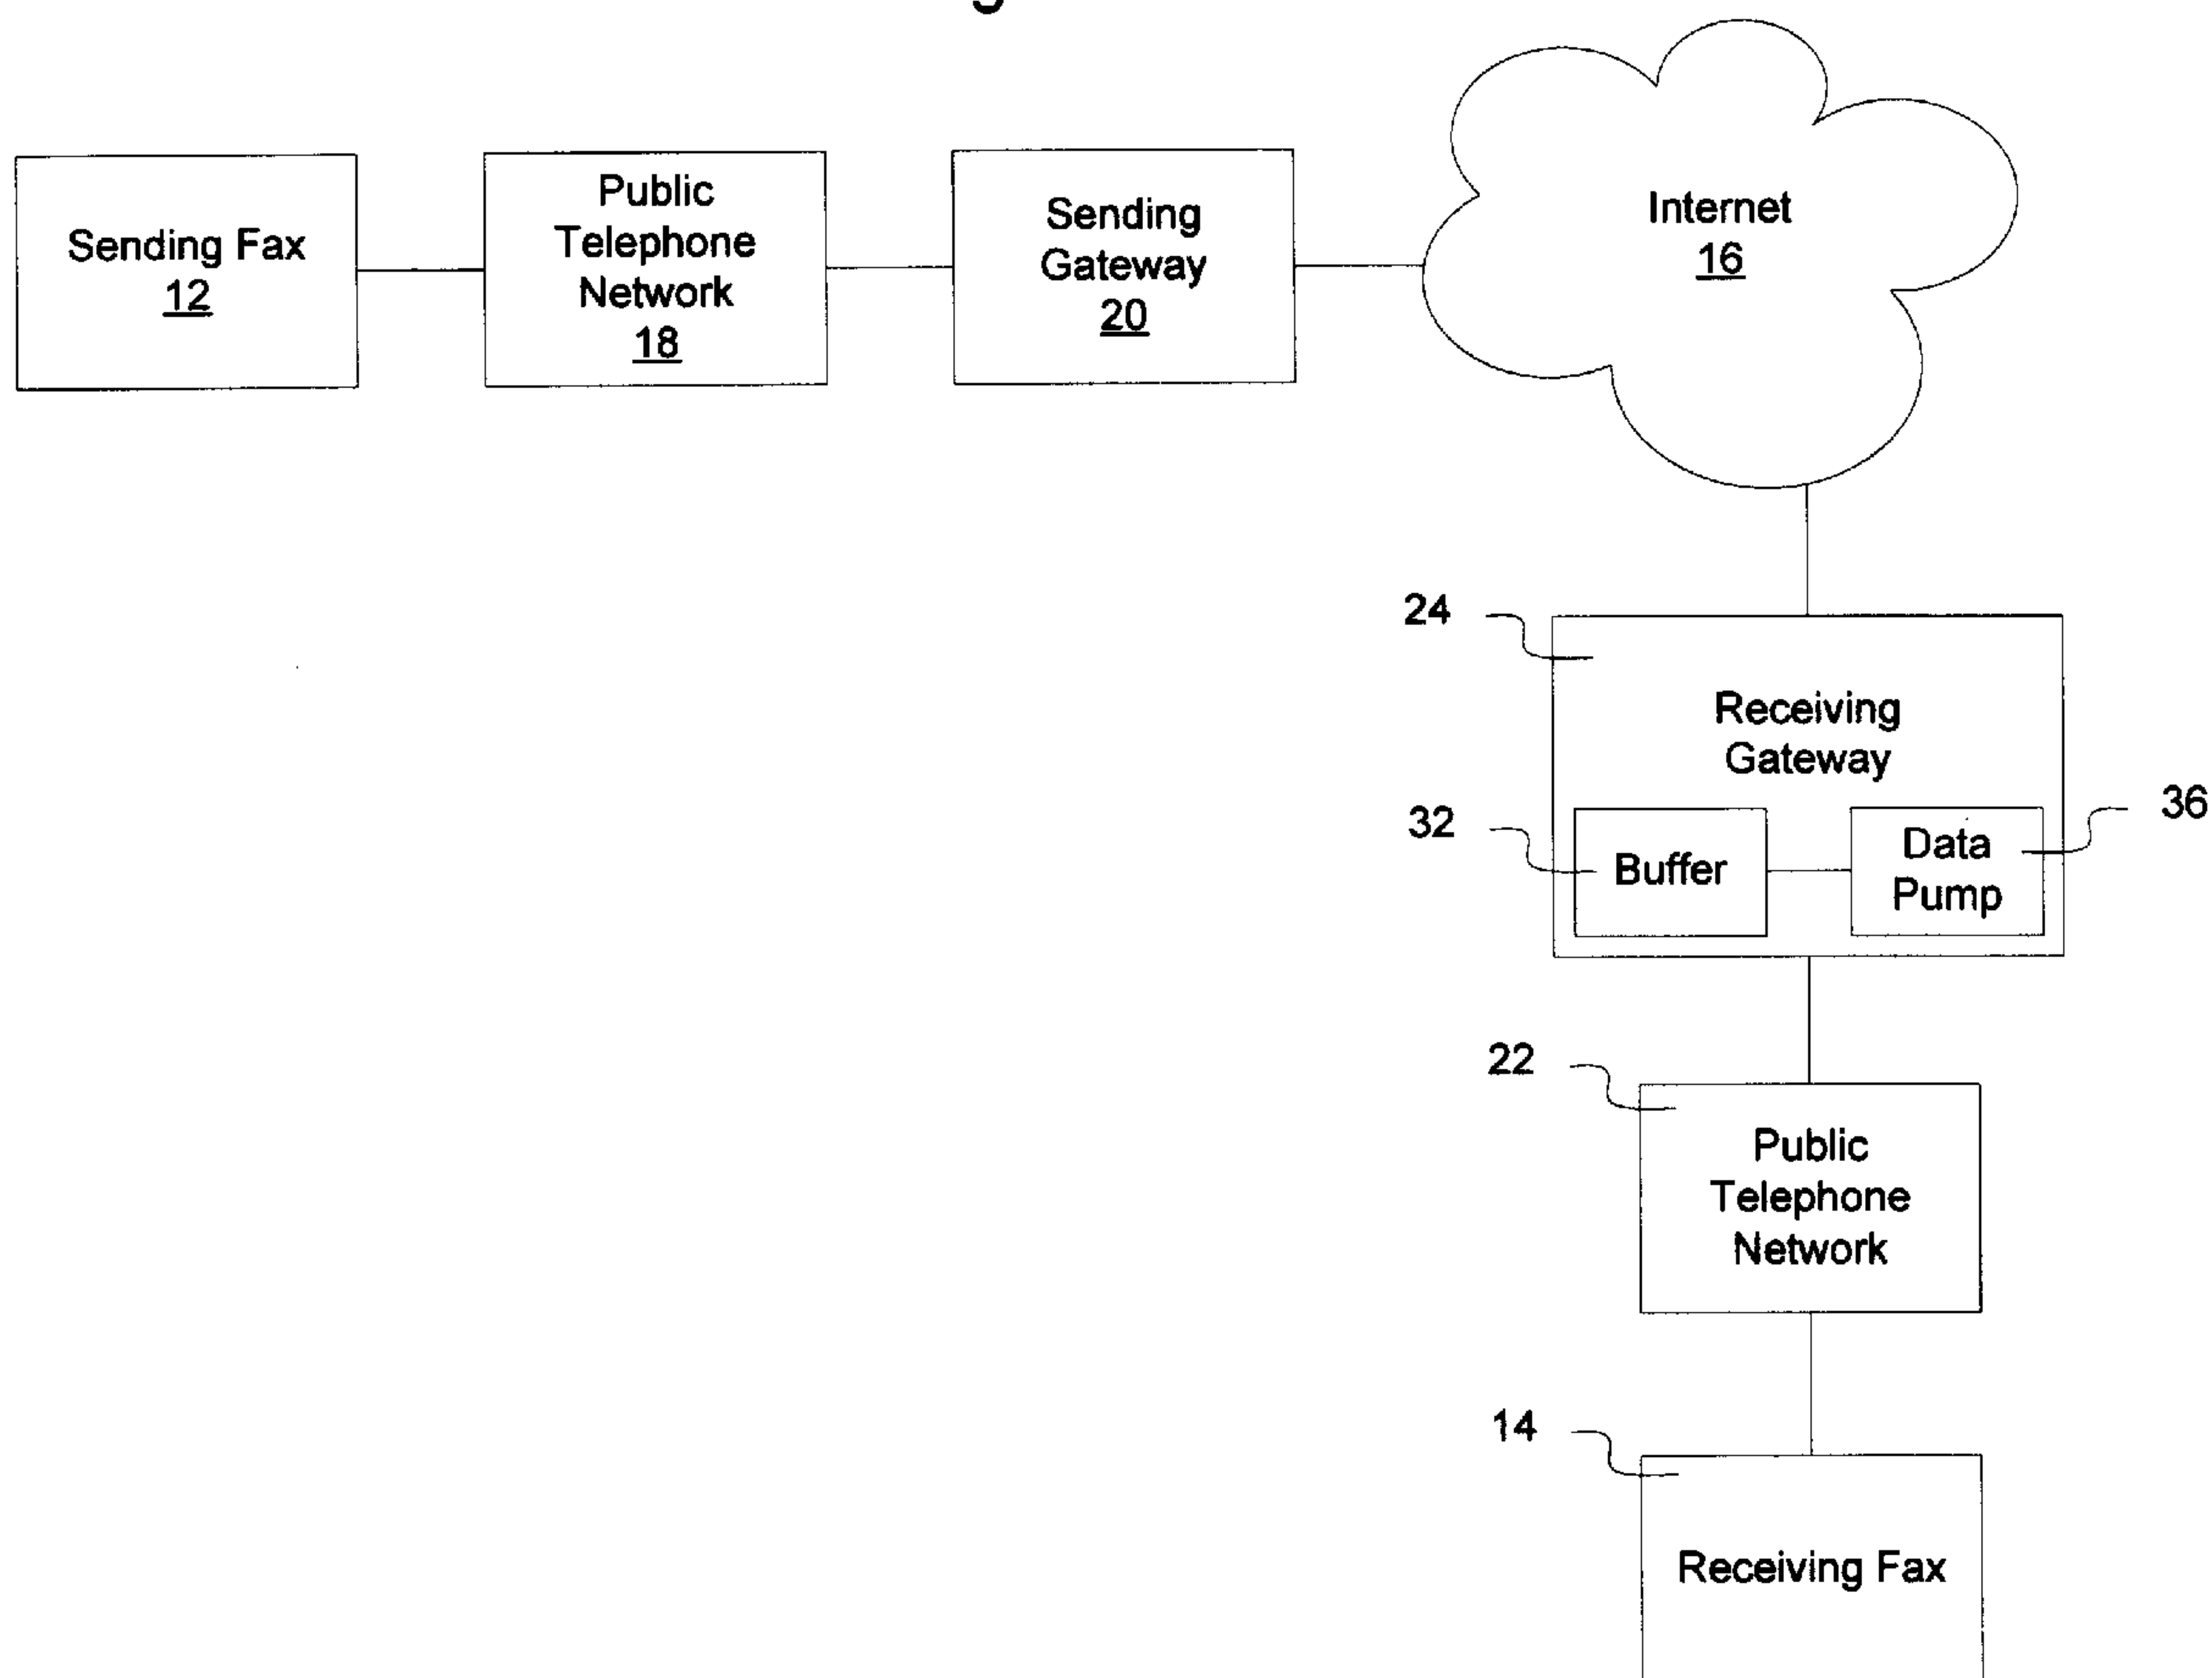 Sending Fax
12
Public
Telephone
Network
18
Sending
Gateway
20
Internet
16
24
Receiving
Gateway
32
Buffer
Data
Pump
36
22
Public
Telephone
Network
14
Receiving Fax